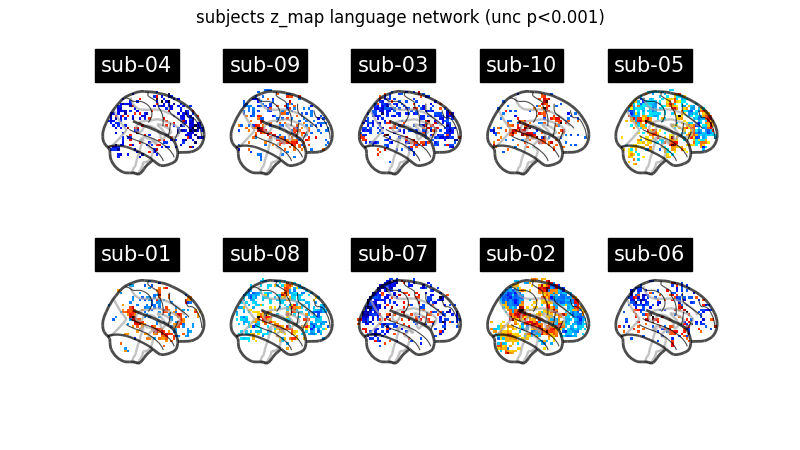 subjects z_map language network (unc p<0.001)
sub-04
sub-09
sub-03
sub-10
sub-05
sub-01
sub-08
sub-07
sub-02
sub-06